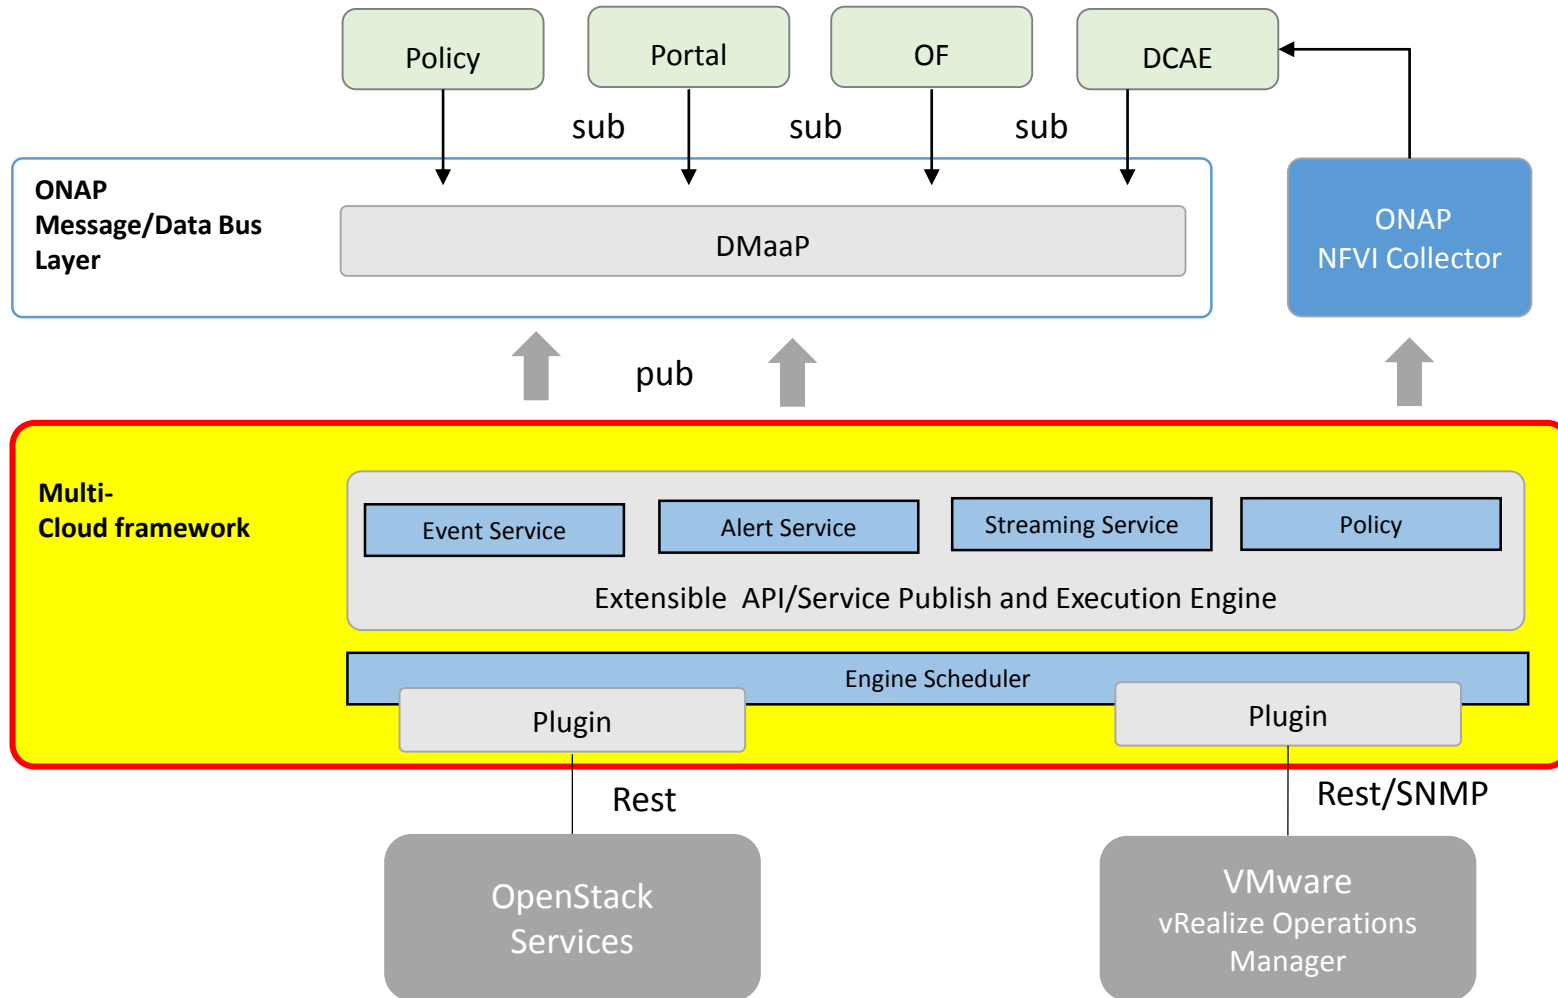 Policy
Portal
OF
DCAE
sub
sub
sub
ONAP
Message/Data Bus
Layer
DMaaP
ONAP
NFVI Collector
pub
Multi-
Cloud framework
Event Service
Alert Service
Streaming Service
Policy
Extensible API/Service Publish and Execution Engine
Engine Scheduler
Plugin
Plugin
Rest
Rest/SNMP
OpenStack
Services
VMware
vRealize Operations
Manager